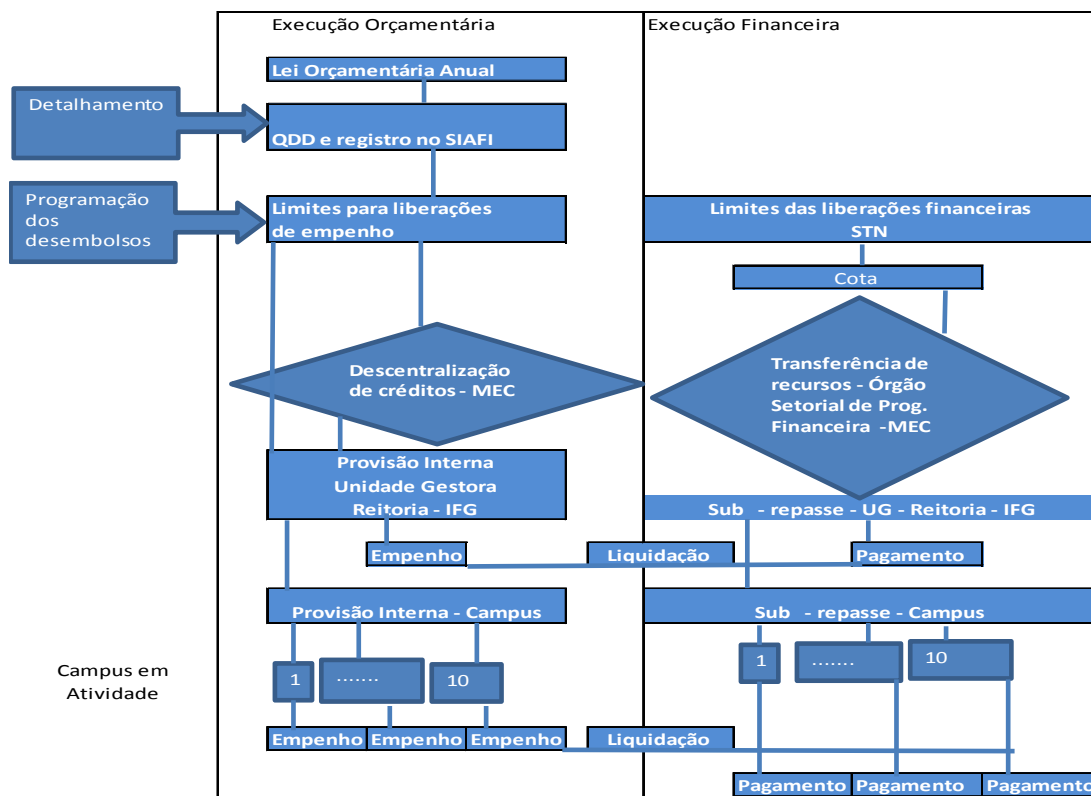 Execução Orçamentária
Execução Financeira
Lei Orçamentária Anual
Detalhamento
QDD e registro no SIAFI
Programação
dos
desembolsos
Limites para liberações
de empenho
Limites das liberações financeiras
STN
Cota
Descentralização
de créditos - MEC
Transferência de
recursos - Órgão
Setorial de Prog.
Financeira -MEC
Provisão Interna
Unidade Gestora
Reitoria - IFG
Sub - repasse - UG - Reitoria - IFG
Empenho
Liquidação
Pagamento
Provisão Interna - Campus
Sub - repasse - Campus
Campus em
Atividade
1
.......
10
1
.......
10
Empenho Empenho Empenho
Liquidação
Pagamento Pagamento Pagamento